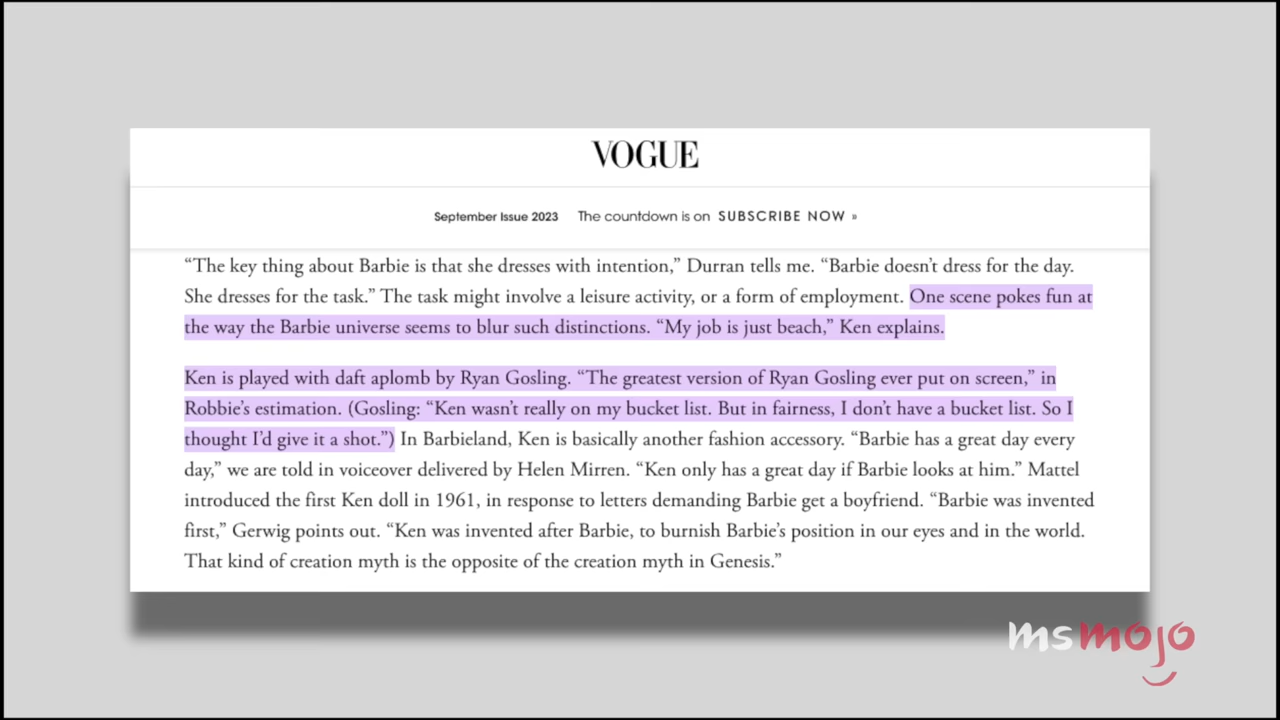 VOGUE
September Issue 2023 The countdown is on SUBSCRIBE NOW »
“The key thing about Barbie is that she dresses with intention,” Durran tells me. “Barbie doesn’t dress for the day.
She dresses for the task.” The task might involve a leisure activity, or a form of employment. One scene pokes fun at
the way the Barbie universe seems to blur such distinctions. “My job is just beach,” Ken explains.
Ken is played with daft aplomb by Ryan Gosling. “The greatest version of Ryan Gosling ever put on screen,” in
Robbie’s estimation. (Gosling: “Ken wasn’t really on my bucket list. But in fairness, I don’t have a bucket list. So I
thought I’d give it a shot.”) In Barbieland, Ken is basically another fashion accessory. “Barbie has a great day every
day,” we are told in voiceover delivered by Helen Mirren. “Ken only has a great day if Barbie looks at him.” Mattel
introduced the first Ken doll in 1961, in response to letters demanding Barbie get a boyfriend. “Barbie was invented
first,” Gerwig points out. “Ken was invented after Barbie, to burnish Barbie’s position in our eyes and in the world.
That kind of creation myth is the opposite of the creation myth in Genesis.”
msmojo